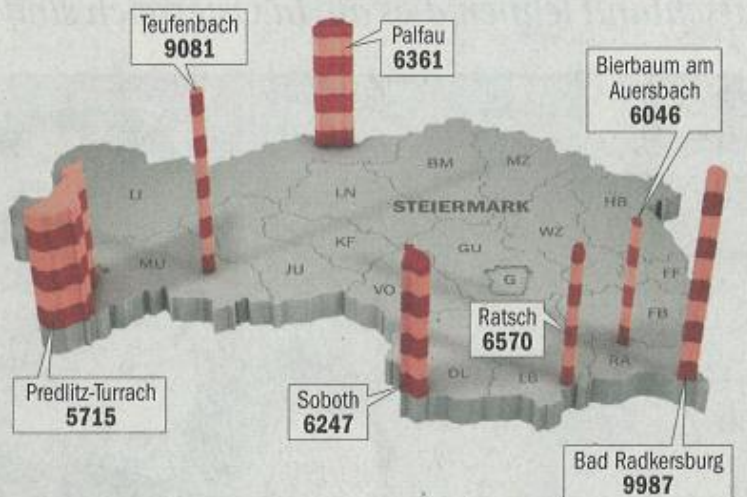 Teufenbach
9081
Palfau
6361
Bierbaum am
Auersbach
6046
LI
LN
BM
MZ
STEIERMARK
HB
WZ
MU
JU
KF
GU
G
VO
FF
FB
Ratsch
6570
DL
LB
RA
Predlitz-Turrach
5715
Soboth
6247
Bad Radkersburg
9987